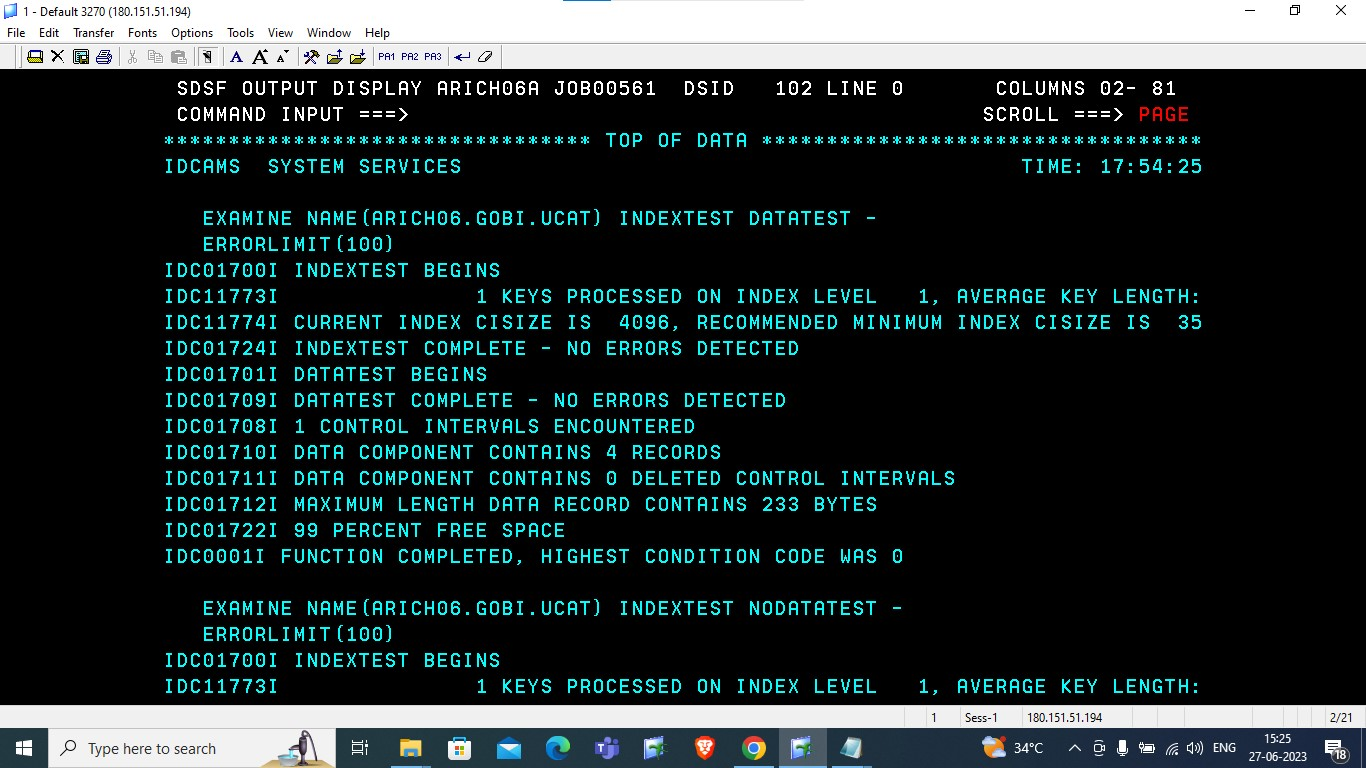 1 - Default 3270 (180.151.51.194)
File Edit Transfer Fonts Options Tools View Window Help
A A A PA1 PA2 PA3
SDSF OUTPUT DISPLAY ARICH06A JOB00561 DSID 102 LINE 0 COLUMNS 02- 81
COMMAND INPUT ===> SCROLL ===> PAGE
********************************* TOP OF DATA **********************************
IDCAMS SYSTEM SERVICES TIME: 17:54:25
EXAMINE NAME(ARICH06.GOBI.UCAT) INDEXTEST DATATEST -
ERRORLIMIT(100)
IDC01700I INDEXTEST BEGINS
IDC11773I 1 KEYS PROCESSED ON INDEX LEVEL 1, AVERAGE KEY LENGTH:
IDC11774I CURRENT INDEX CISIZE IS 4096, RECOMMENDED MINIMUM INDEX CISIZE IS 35
IDC01724I INDEXTEST COMPLETE - NO ERRORS DETECTED
IDC01701I DATATEST BEGINS
IDC01709I DATATEST COMPLETE - NO ERRORS DETECTED
IDC01708I 1 CONTROL INTERVALS ENCOUNTERED
IDC01710I DATA COMPONENT CONTAINS 4 RECORDS
IDC01711I DATA COMPONENT CONTAINS 0 DELETED CONTROL INTERVALS
IDC01712I MAXIMUM LENGTH DATA RECORD CONTAINS 233 BYTES
IDC01722I 99 PERCENT FREE SPACE
IDC0001I FUNCTION COMPLETED, HIGHEST CONDITION CODE WAS 0
EXAMINE NAME(ARICH06.GOBI.UCAT) INDEXTEST NODATATEST -
ERRORLIMIT(100)
IDC01700I INDEXTEST BEGINS
IDC11773I 1 KEYS PROCESSED ON INDEX LEVEL 1, AVERAGE KEY LENGTH:
1 Sess-1 180.151.51.194 2/21
Type here to search 34°C ENG 15:25
27-06-2023 18